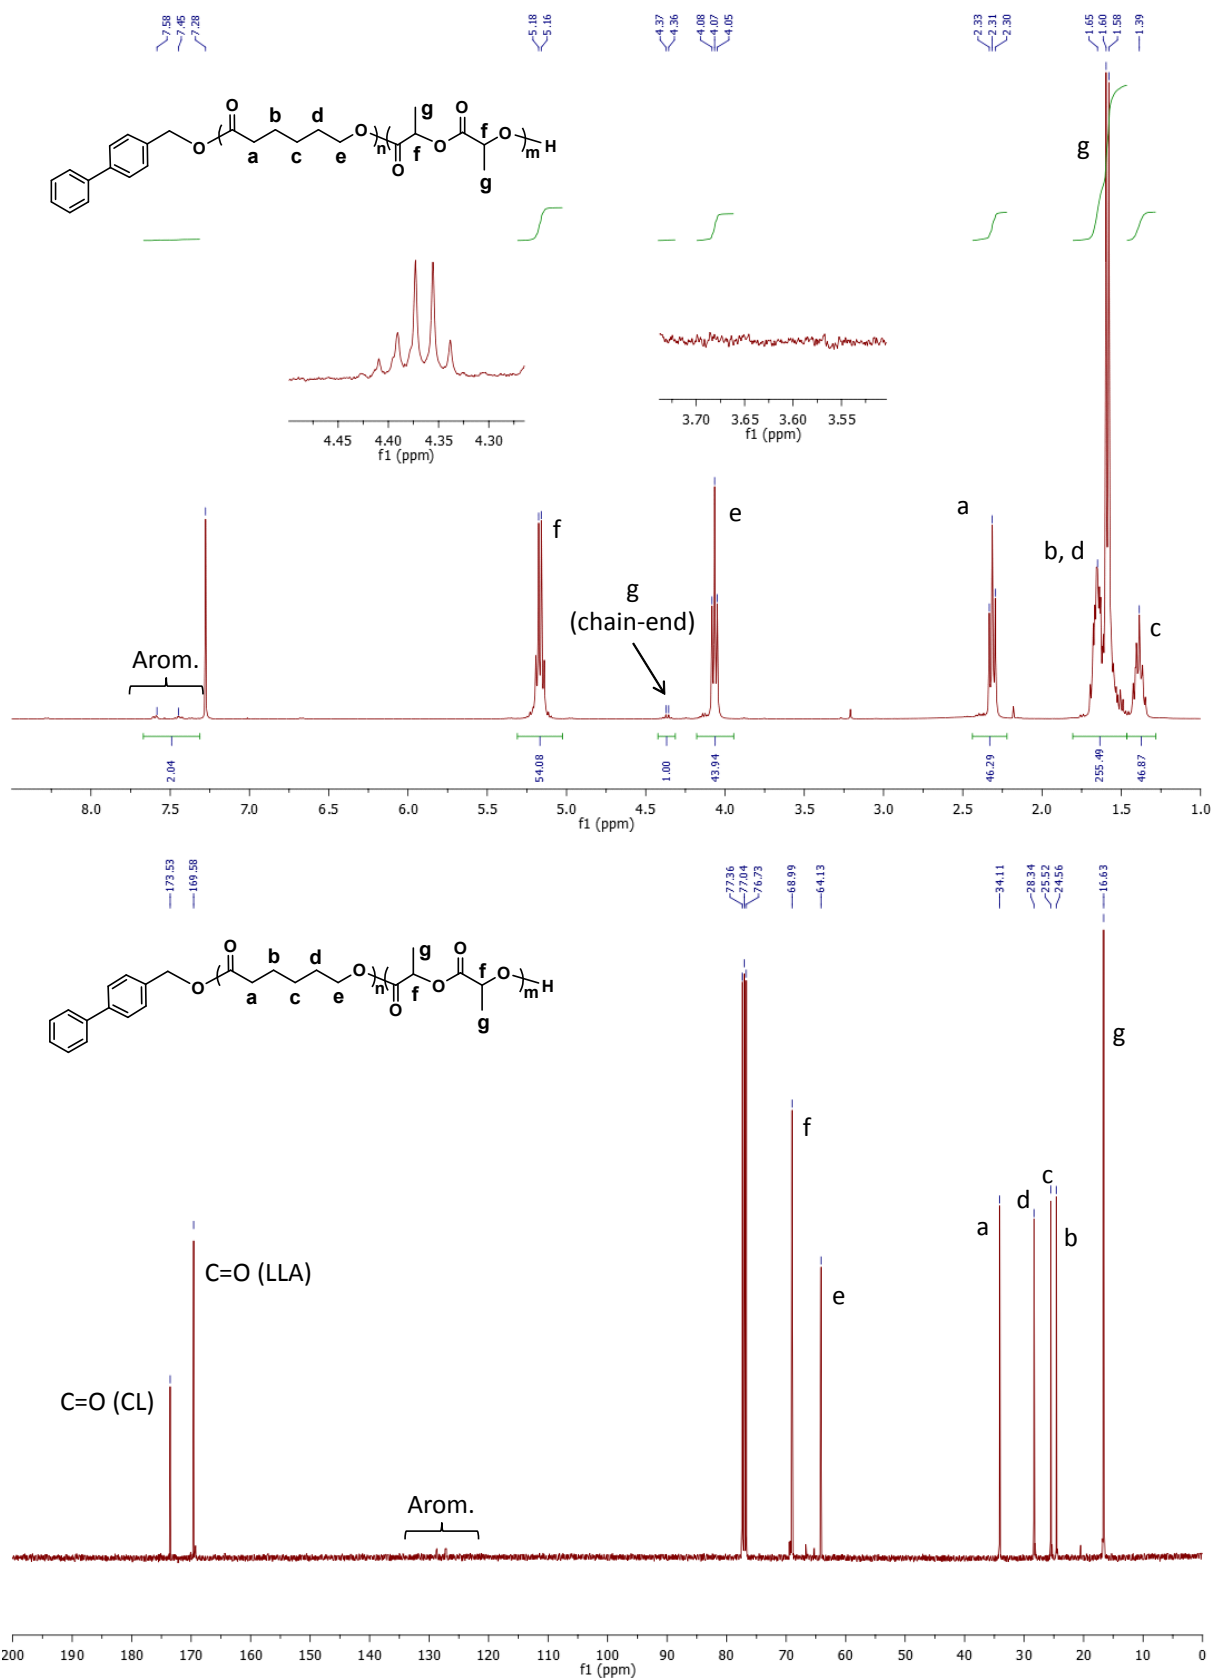 7.58
7.45
7.28
5.18
5.16
4.37
4.36
4.08
4.07
4.05
2.33
2.31
2.30
1.65
1.60
1.58
1.39
O b d O n O g O f O m H
a c e O f O g
g
4.45 4.40 4.35 4.30
f1 (ppm)
3.70 3.65 3.60 3.55
f1 (ppm)
f
e
a
b, d
c
g
(chain-end)
Arom.
2.04
54.08
1.00
43.94
46.29
255.49
46.87
8.0 7.5 7.0 6.5 6.0 5.5 5.0 4.5 4.0 3.5 3.0 2.5 2.0 1.5 1.0
f1 (ppm)
173.53
169.58
77.36
77.04
76.73
68.99
64.13
34.11
28.34
25.52
24.56
16.63
O b d O n O g O f O m H
a c e O f O g
g
f
c
d
a
b
C=O (LLA)
e
C=O (CL)
Arom.
200 190 180 170 160 150 140 130 120 110 100 90 80 70 60 50 40 30 20 10 0
f1 (ppm)